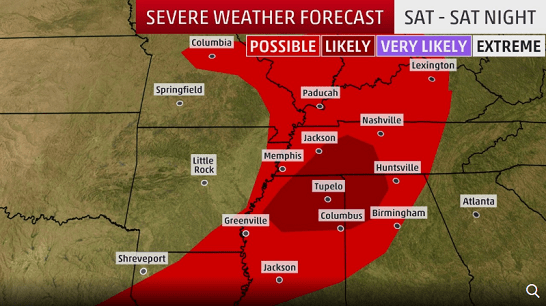 SEVERE WEATHER FORECAST
SAT - SAT NIGHT
POSSIBLE LIKELY VERY LIKELY EXTREME
Columbia
Lexington
Springfield
Paducah
Nashville
Jackson
Memphis
Little
Rock
Huntsville
Tupelo
Atlanta
Greenville
Columbus
Birmingham
Shreveport
Jackson